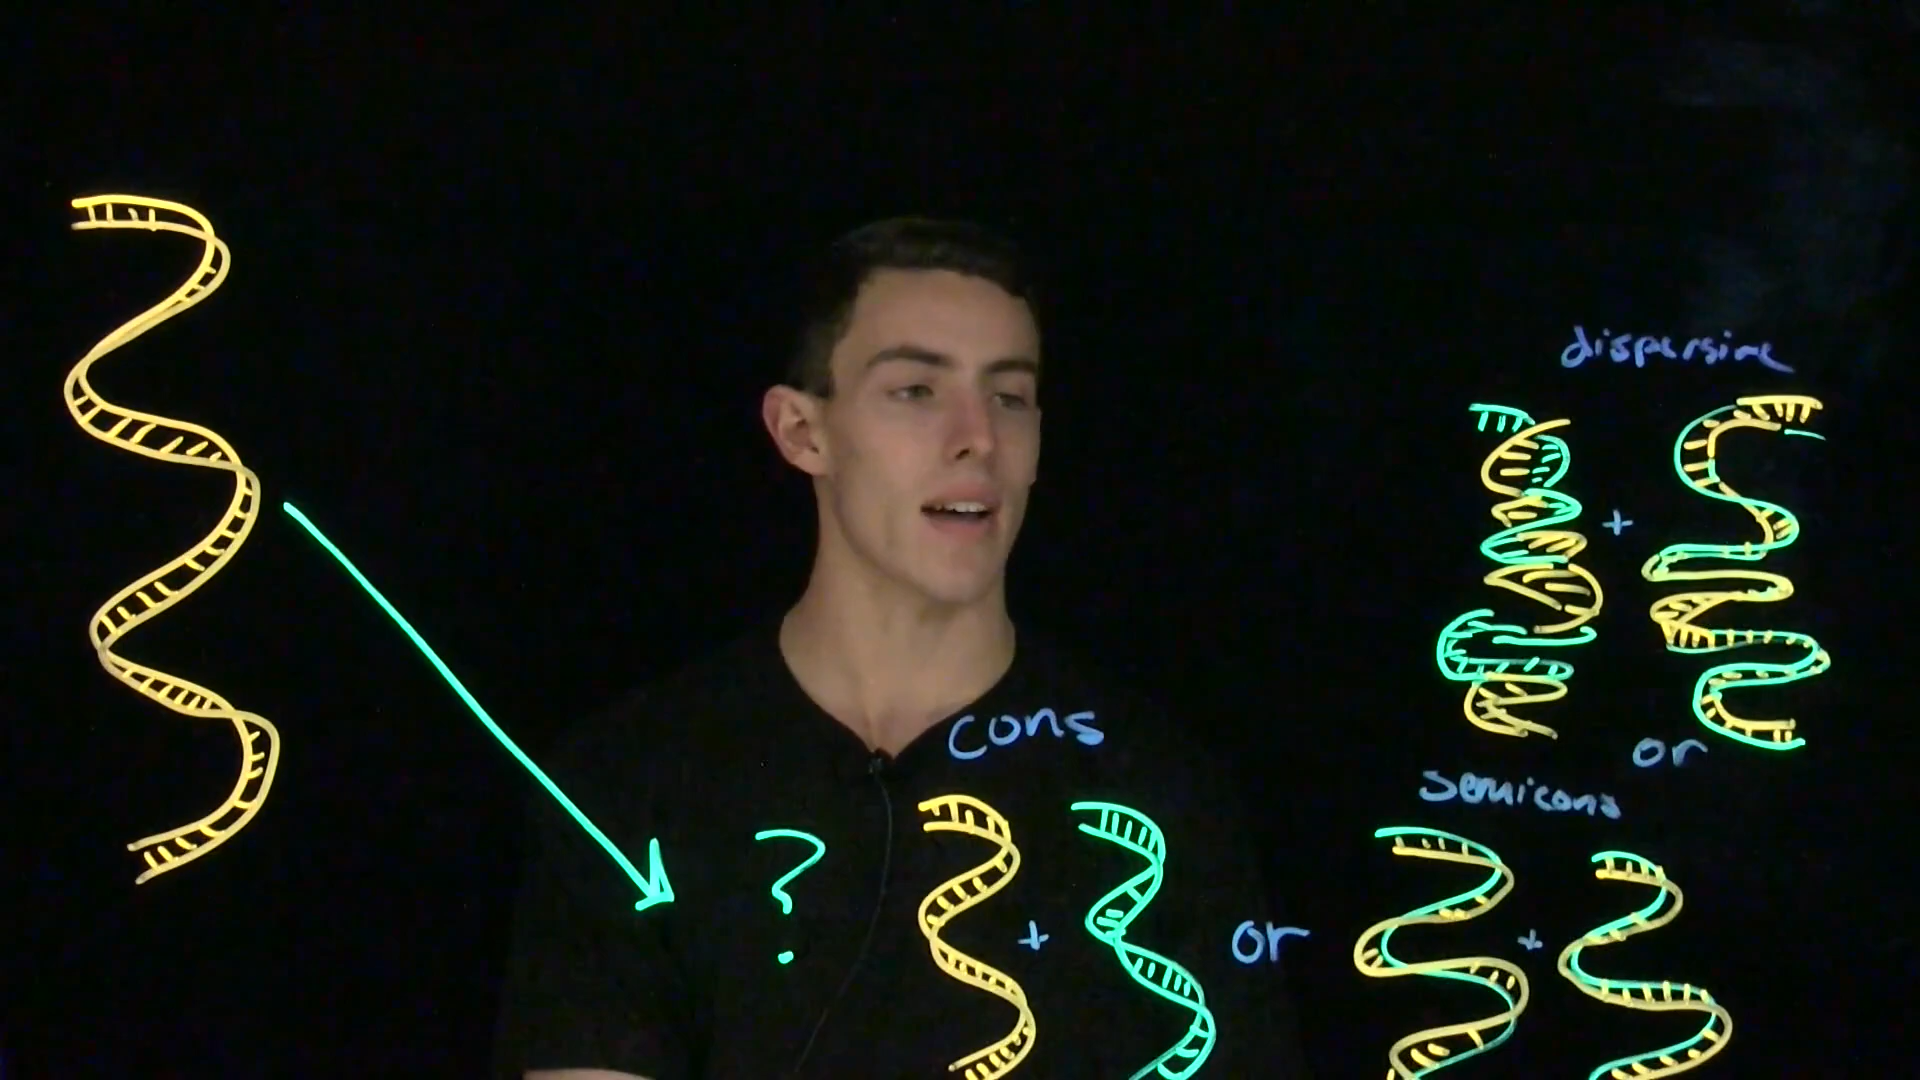 dispersive
+
or
cons
semicons
?
+
or
+